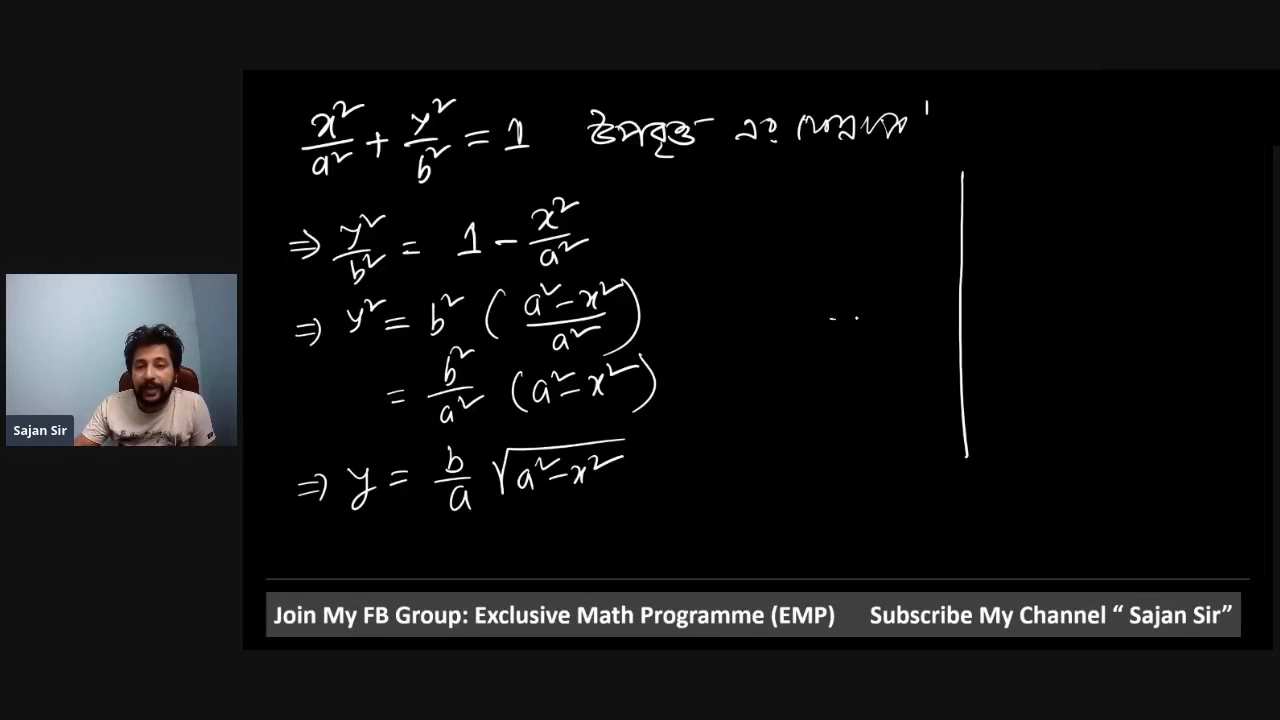 x²/a² + y²/b² = 1 উপবৃত্ত এর
⇒ y²/b² = 1 - x²/a²
⇒ y² = b² ( a² - x² / a² )
= b²/a² (a² - x²)
⇒ y = b/a √(a² - x²)
Sajan Sir
Join My FB Group: Exclusive Math Programme (EMP) Subscribe My Channel “ Sajan Sir”